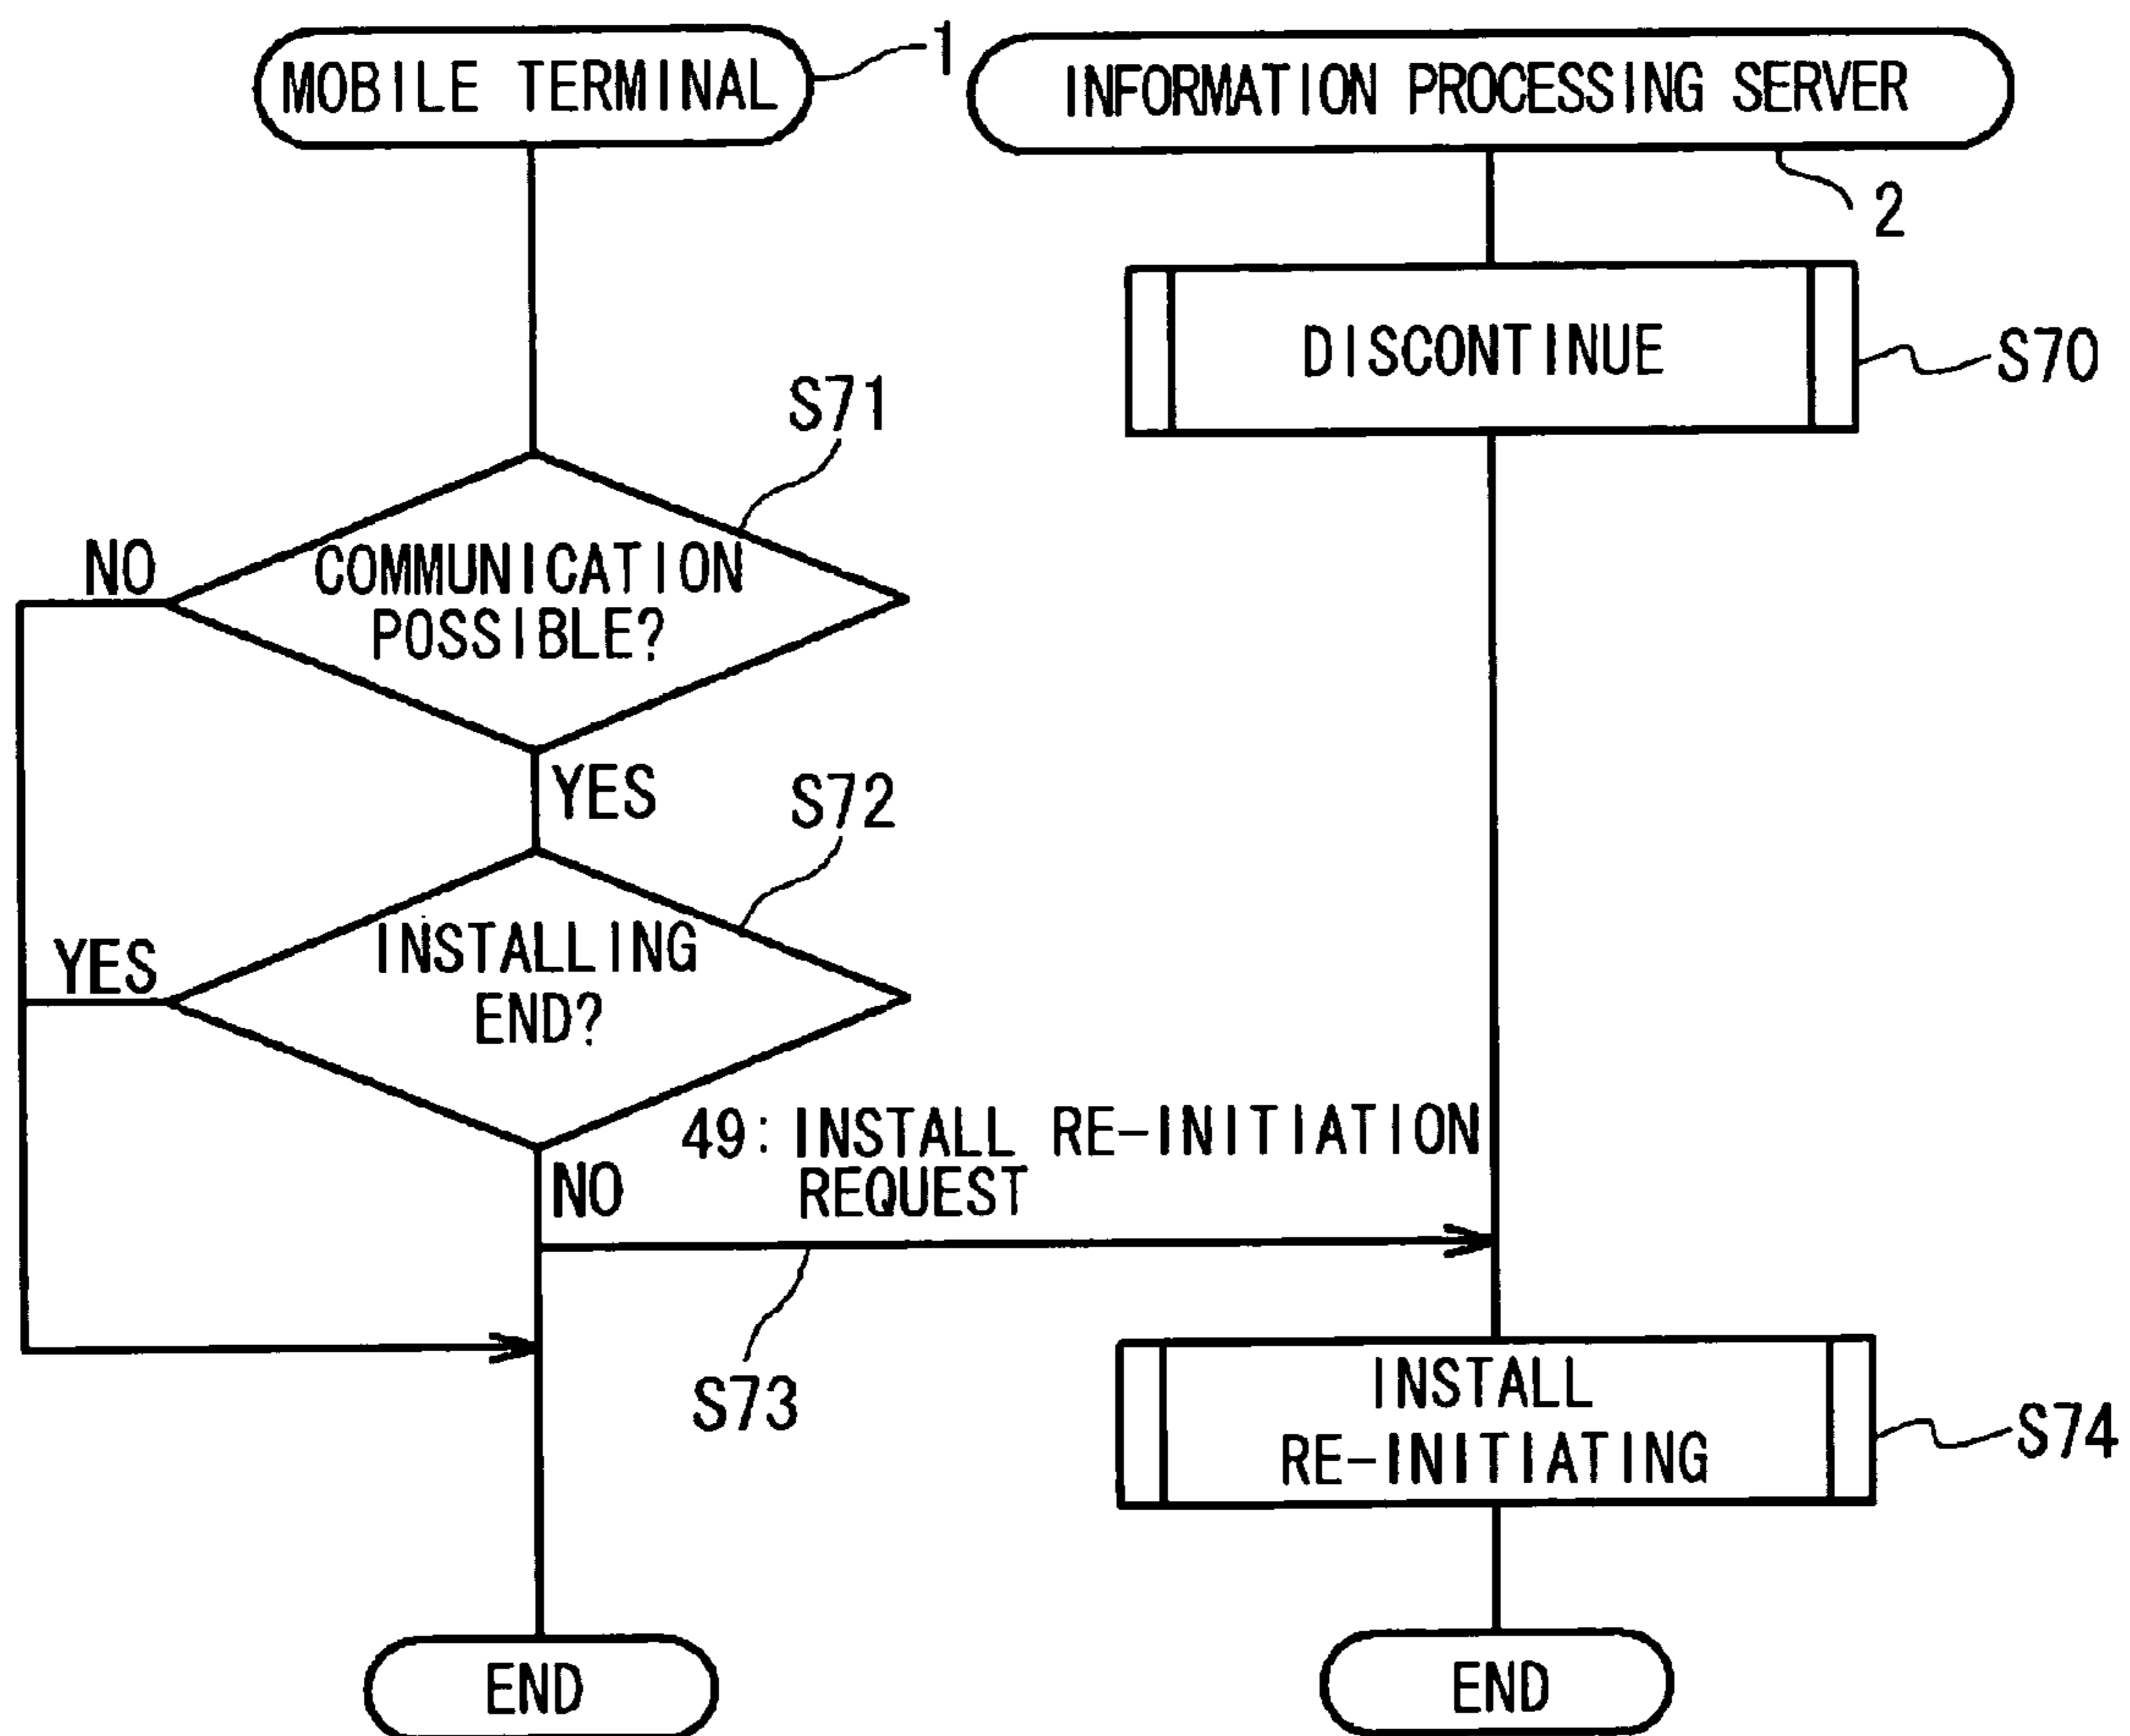 MOBILE TERMINAL
1
INFORMATION PROCESSING SERVER
2
DISCONTINUE
S70
S71
NO
COMMUNICATION
POSSIBLE?
YES
S72
YES
INSTALLING
END?
49: INSTALL RE-INITIATION
REQUEST
NO
S73
INSTALL
RE-INITIATING
S74
END
END